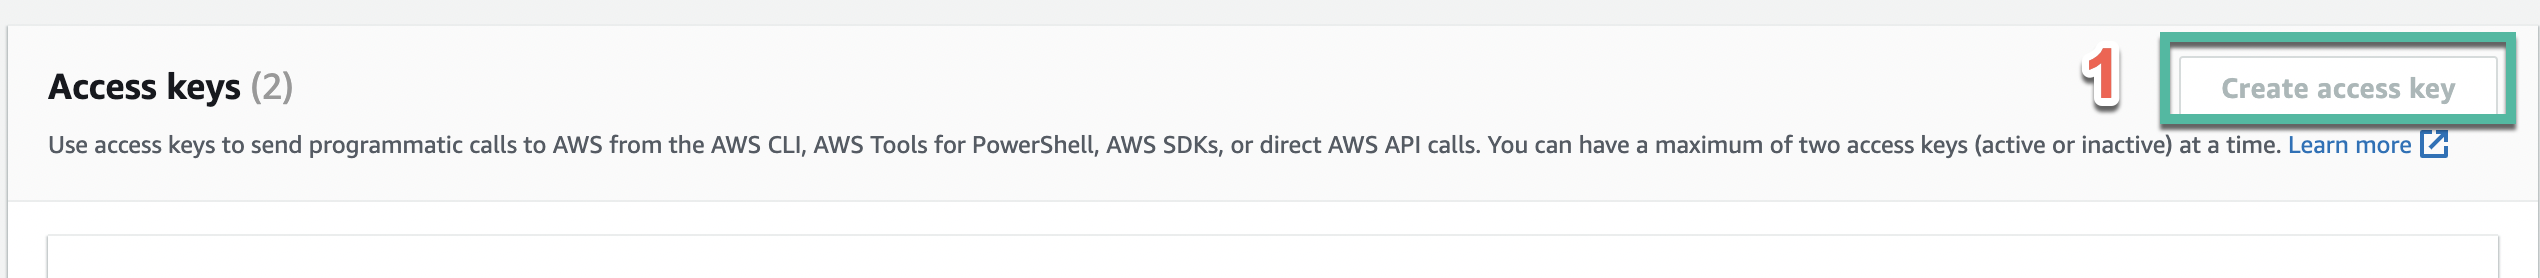 Access keys (2)
1
Create access key
Use access keys to send programmatic calls to AWS from the AWS CLI, AWS Tools for PowerShell, AWS SDKs, or direct AWS API calls. You can have a maximum of two access keys (active or inactive) at a time. Learn more